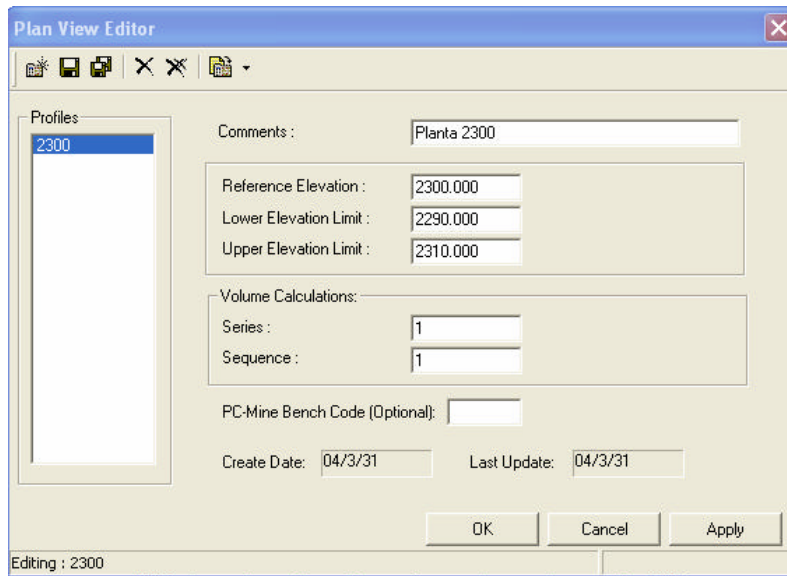 Plan View Editor
Profiles
2300
Comments : Planta 2300
Reference Elevation : 2300.000
Lower Elevation Limit : 2290.000
Upper Elevation Limit : 2310.000
Volume Calculations:
Series : 1
Sequence : 1
PC-Mine Bench Code (Optional):
Create Date: 04/3/31 Last Update: 04/3/31
OK Cancel Apply
Editing : 2300